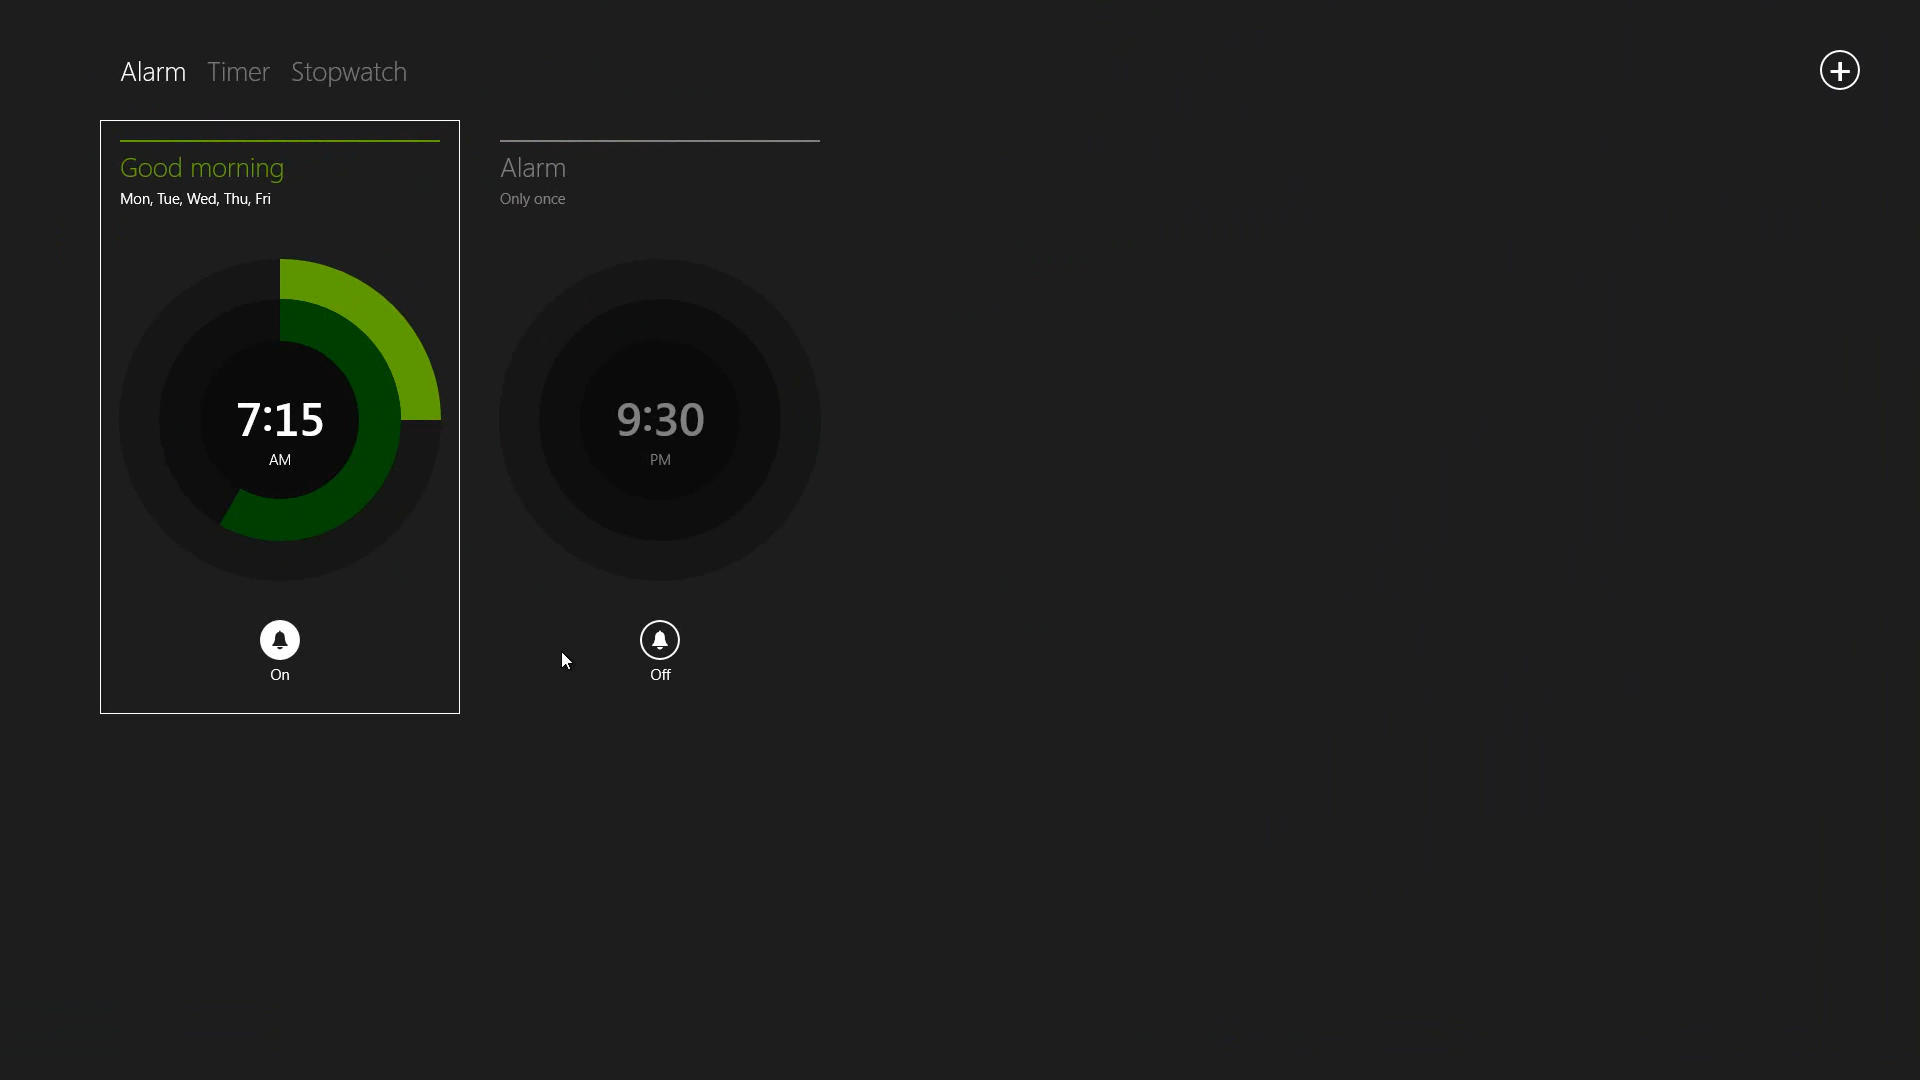 Alarm Timer Stopwatch
Good morning
Mon, Tue, Wed, Thu, Fri
7:15
AM
On
Alarm
Only once
9:30
PM
Off